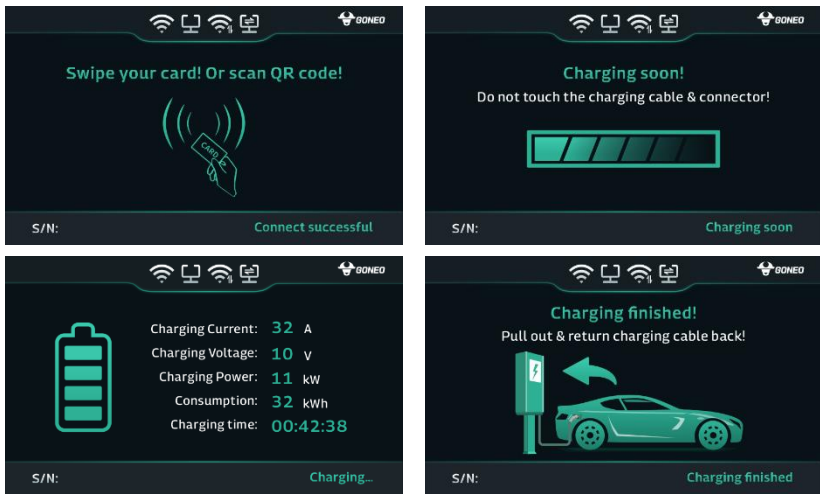 GONEO
Swipe your card! Or scan QR code!
CARD
S/N:
Connect successful
GONEO
Charging soon!
Do not touch the charging cable & connector!
S/N:
Charging soon
GONEO
Charging Current: 32 A
Charging Voltage: 10 V
Charging Power: 11 kW
Consumption: 32 kWh
Charging time: 00:42:38
S/N:
Charging...
GONEO
Charging finished!
Pull out & return charging cable back!
S/N:
Charging finished